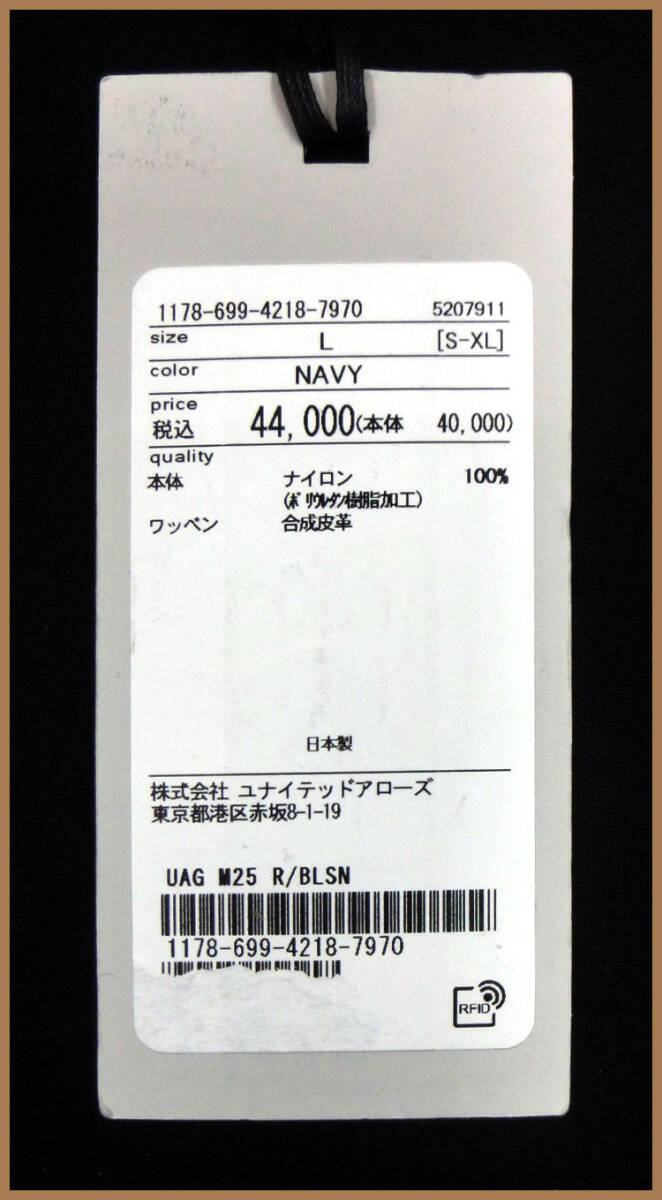 1178-699-4218-7970 5207911
size L [S-XL]
color NAVY
price
税込 44,000(本体 40,000)
quality
本体 ナイロン 100%
(ポリウレタン樹脂加工)
ワッペン 合成皮革
日本製
株式会社 ユナイテッドアローズ
東京都港区赤坂8-1-19
UAG M25 R/BLSN
1178-699-4218-7970
RFID